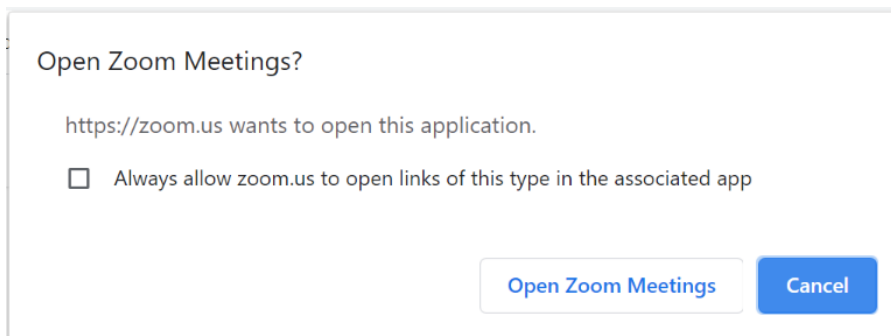 Open Zoom Meetings?
https://zoom.us wants to open this application.
Always allow zoom.us to open links of this type in the associated app
Open Zoom Meetings
Cancel